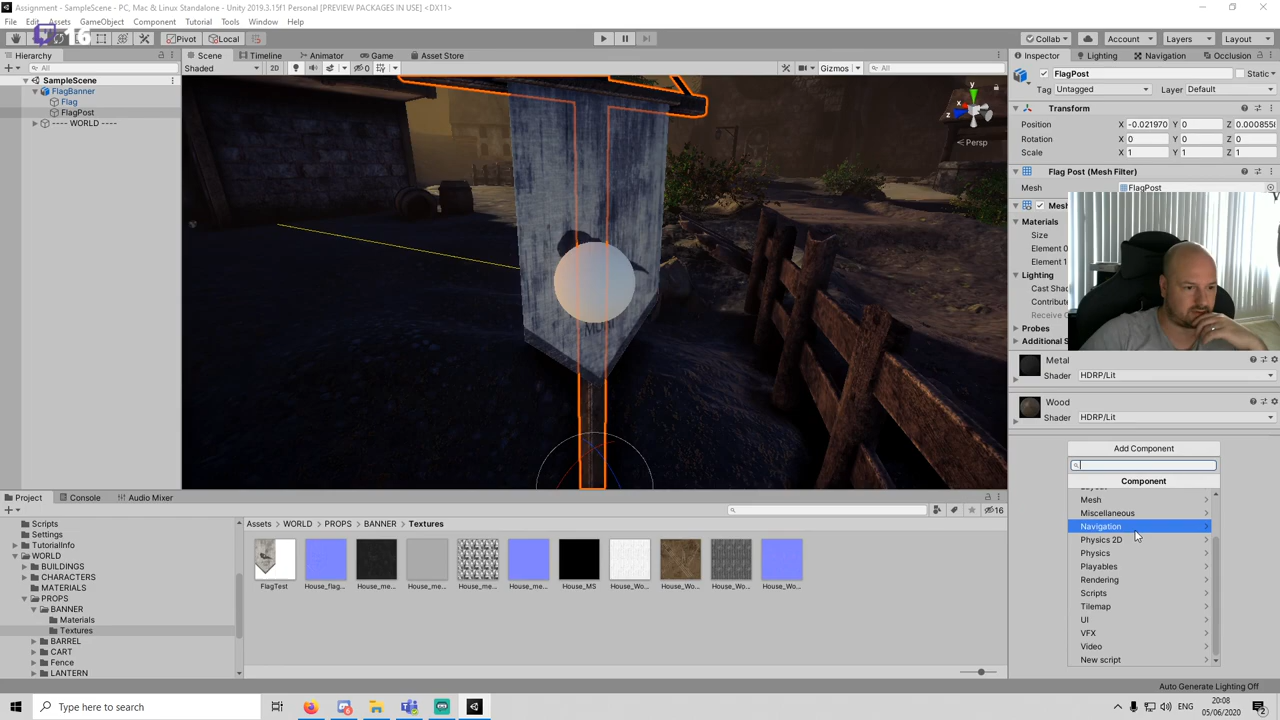 Assignment - SampleScene - PC, Mac & Linux Standalone - Unity 2019.3.15f1 Personal [PREVIEW PACKAGES IN USE] <DX11>
File Edit Assets GameObject Component Tutorial Tools Window Help
16
Pivot Local Collab Account Layers Layout
Hierarchy Scene Timeline Animator Game Asset Store Inspector Lighting Navigation Occlusion
All Shaded 2D 0 Gizmos All
SampleScene
FlagBanner
Flag
FlagPost
---- WORLD ----
y
x
z
Persp
FlagPost Static
Tag Untagged Layer Default
Transform
Position X -0.021970 Y 0 Z 0.000855
Rotation X 0 Y 0 Z 0
Scale X 1 Y 1 Z 1
Flag Post (Mesh Filter)
Mesh FlagPost
Mesh
Materials
Size
Element 0
Element 1
Lighting
Cast Shad
Contribute
Receive
Probes
Additional S
Metal
Shader HDRP/Lit
Wood
Shader HDRP/Lit
Add Component
Component
Mesh
Miscellaneous
Navigation
Physics 2D
Physics
Playables
Rendering
Scripts
Tilemap
UI
VFX
Video
New script
Project Console Audio Mixer
16
Assets > WORLD > PROPS > BANNER > Textures
Scripts
Settings
TutorialInfo
WORLD
BUILDINGS
CHARACTERS
MATERIALS
PROPS
BANNER
Materials
Textures
BARREL
CART
Fence
LANTERN
FlagTest House_flag... House_me... House_me... House_me... House_me... House_MS House_Wo... House_Wo... House_Wo... House_Wo...
Auto Generate Lighting Off
Type here to search
ENG
20:08
05/06/2020
2